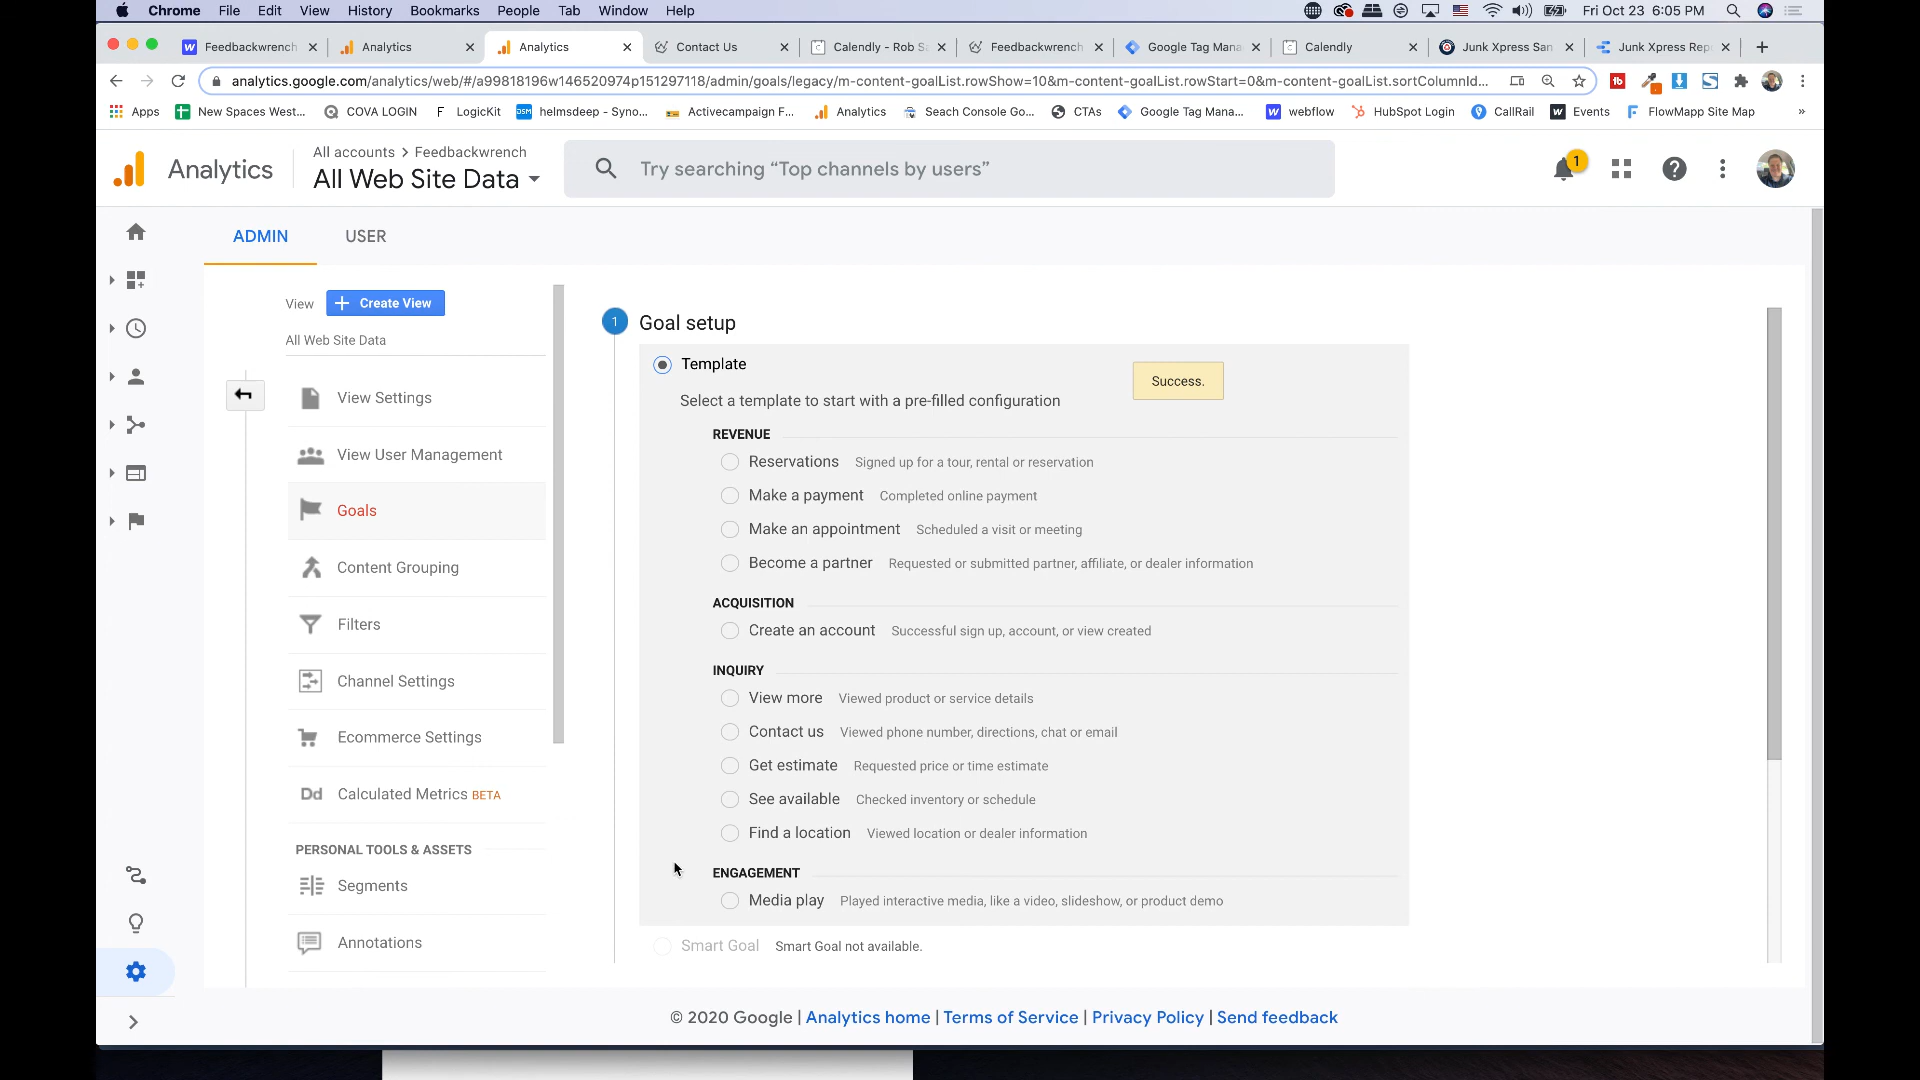 Chrome File Edit View History Bookmarks People Tab Window Help Fri Oct 23 6:05 PM
Feedbackwrench Analytics Analytics Contact Us Calendly - Rob S Feedbackwrench Google Tag Mana Calendly Junk Xpress San Junk Xpress Rep
analytics.google.com/analytics/web/#/a99818196w146520974p151297118/admin/goals/legacy/m-content-goalList.rowShow=10&m-content-goalList.rowStart=0&m-content-goalList.sortColumnId...
Apps New Spaces West... COVA LOGIN F LogicKit DSM helmsdeep - Syno... Activecampaign F... Analytics Seach Console Go... CTAs Google Tag Mana... webflow HubSpot Login CallRail Events FlowMapp Site Map »
Analytics
All accounts > Feedbackwrench
All Web Site Data
Try searching “Top channels by users”
1
ADMIN USER
View + Create View
All Web Site Data
View Settings
View User Management
Goals
Content Grouping
Filters
Channel Settings
Ecommerce Settings
Dd Calculated Metrics BETA
PERSONAL TOOLS & ASSETS
Segments
Annotations
1 Goal setup
Template
Success.
Select a template to start with a pre-filled configuration
REVENUE
Reservations Signed up for a tour, rental or reservation
Make a payment Completed online payment
Make an appointment Scheduled a visit or meeting
Become a partner Requested or submitted partner, affiliate, or dealer information
ACQUISITION
Create an account Successful sign up, account, or view created
INQUIRY
View more Viewed product or service details
Contact us Viewed phone number, directions, chat or email
Get estimate Requested price or time estimate
See available Checked inventory or schedule
Find a location Viewed location or dealer information
ENGAGEMENT
Media play Played interactive media, like a video, slideshow, or product demo
Smart Goal Smart Goal not available.
© 2020 Google | Analytics home | Terms of Service | Privacy Policy | Send feedback